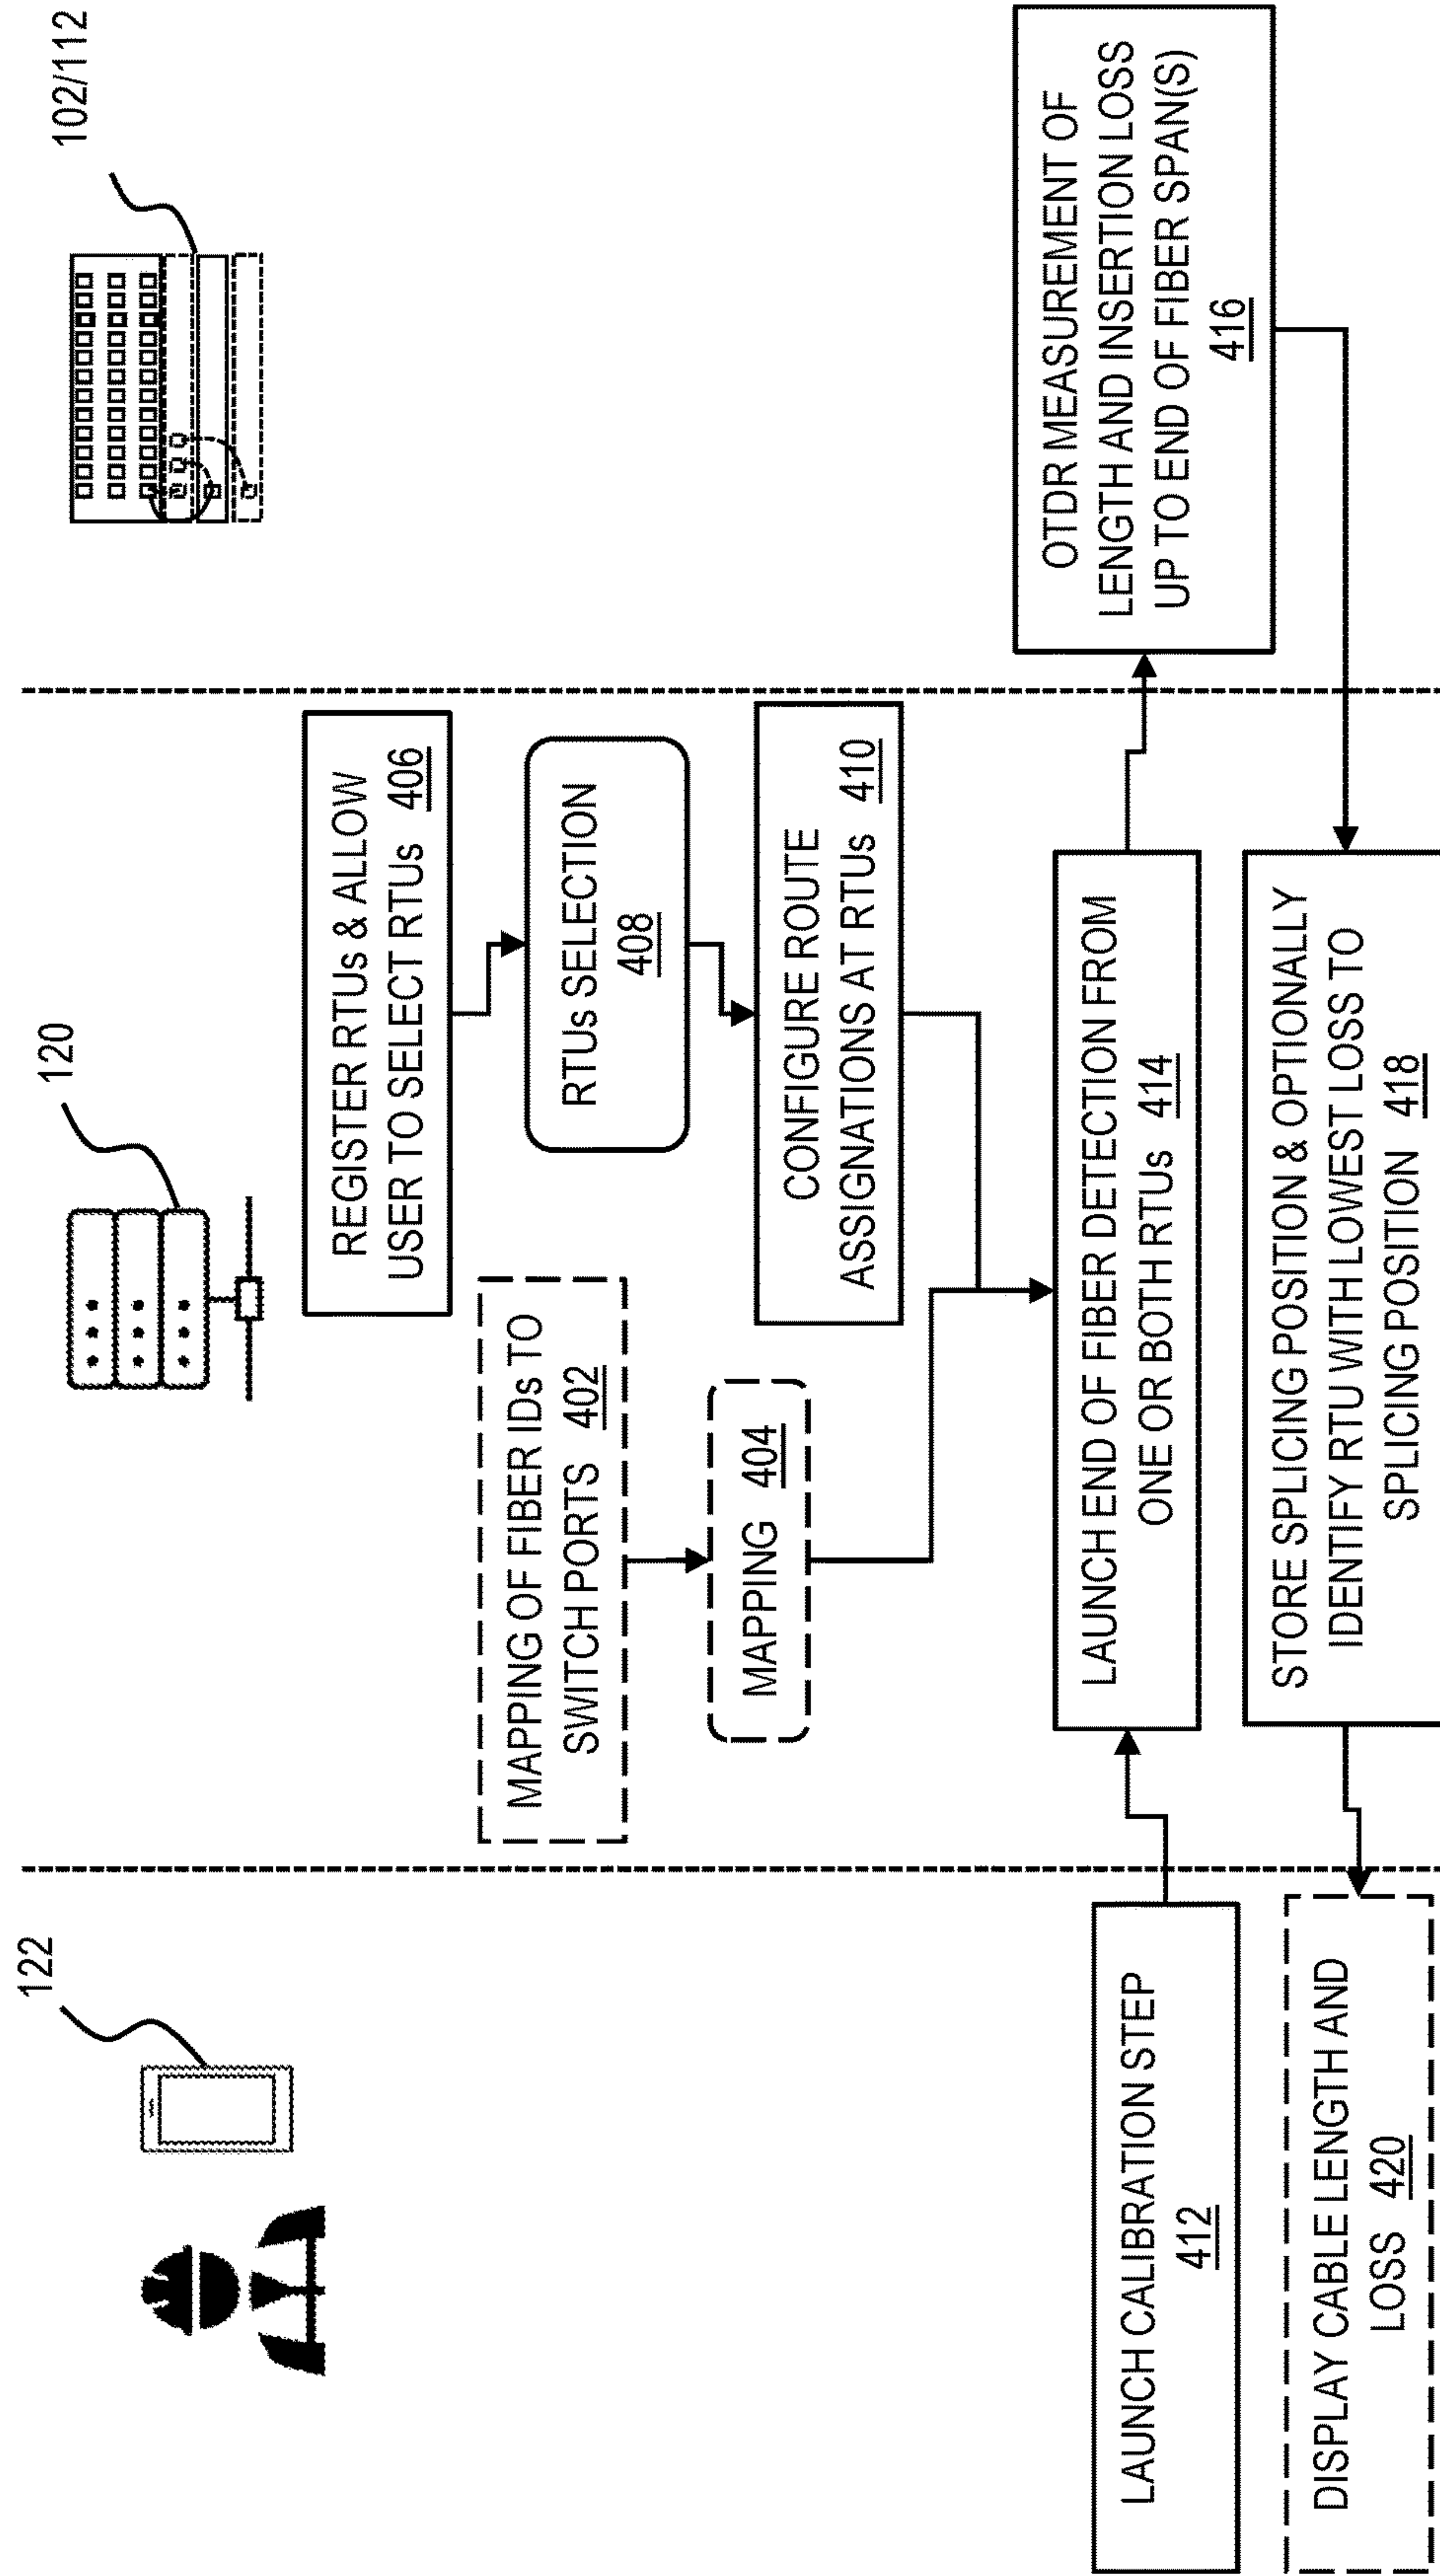 122
120
102/112
REGISTER RTUs & ALLOW
USER TO SELECT RTUs 406
MAPPING OF FIBER IDs TO
SWITCH PORTS 402
RTUs SELECTION
408
MAPPING 404
CONFIGURE ROUTE
ASSIGNATIONS AT RTUs 410
LAUNCH CALIBRATION STEP
412
LAUNCH END OF FIBER DETECTION FROM
ONE OR BOTH RTUs 414
OTDR MEASUREMENT OF
LENGTH AND INSERTION LOSS
UP TO END OF FIBER SPAN(S)
416
STORE SPLICING POSITION & OPTIONALLY
IDENTIFY RTU WITH LOWEST LOSS TO
SPLICING POSITION 418
DISPLAY CABLE LENGTH AND
LOSS 420